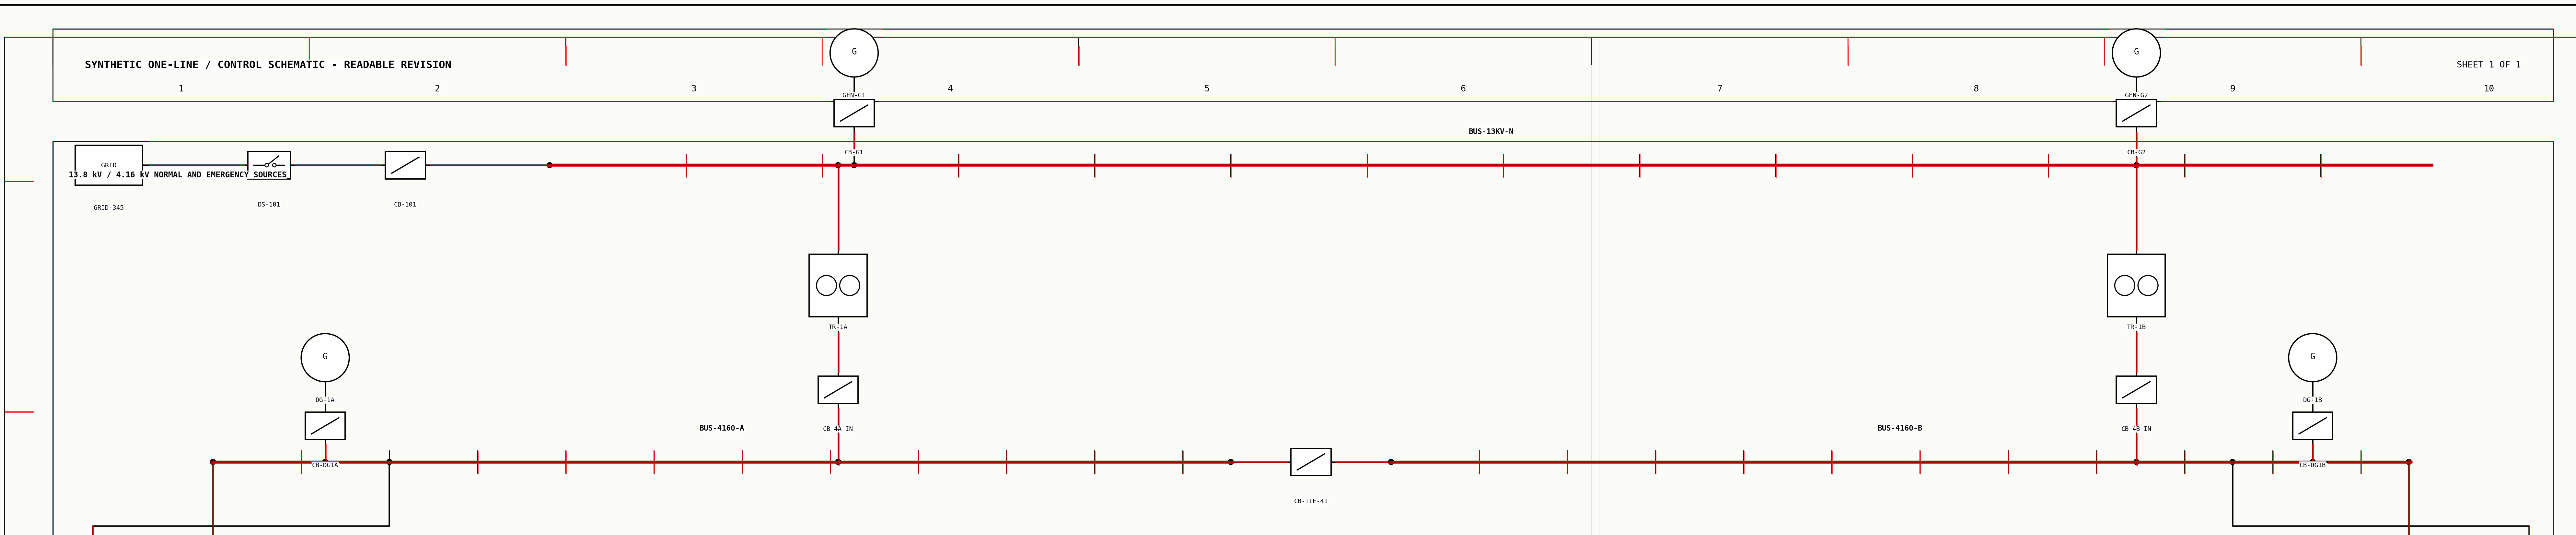 G
G
SYNTHETIC ONE-LINE / CONTROL SCHEMATIC - READABLE REVISION
SHEET 1 OF 1
1 2 3 4 5 6 7 8 9 10
GEN-G1
GEN-G2
BUS-13KV-N
CB-G1
CB-G2
GRID
13.8 kV / 4.16 kV NORMAL AND EMERGENCY SOURCES
GRID-345
DS-101
CB-101
TR-1A
TR-1B
G
G
DG-1A
DG-1B
BUS-4160-A
CB-4A-IN
BUS-4160-B
CB-4B-IN
CB-DG1A
CB-DG1B
CB-TIE-41